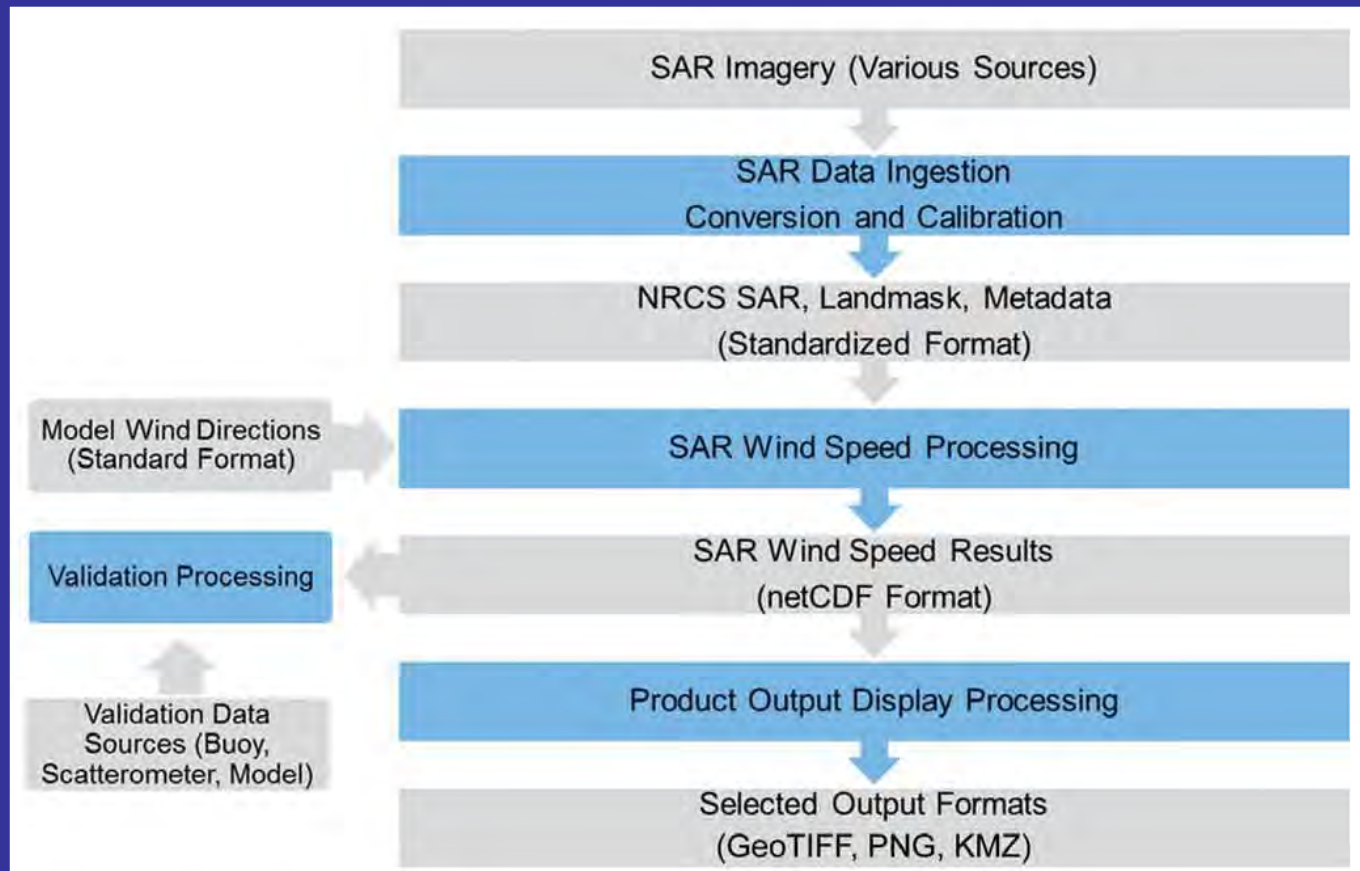 SAR Imagery (Various Sources)
SAR Data Ingestion
Conversion and Calibration
NRCS SAR, Landmask, Metadata
(Standardized Format)
Model Wind Directions
(Standard Format)
SAR Wind Speed Processing
Validation Processing
SAR Wind Speed Results
(netCDF Format)
Validation Data
Sources (Buoy,
Scatterometer, Model)
Product Output Display Processing
Selected Output Formats
(GeoTIFF, PNG, KMZ)